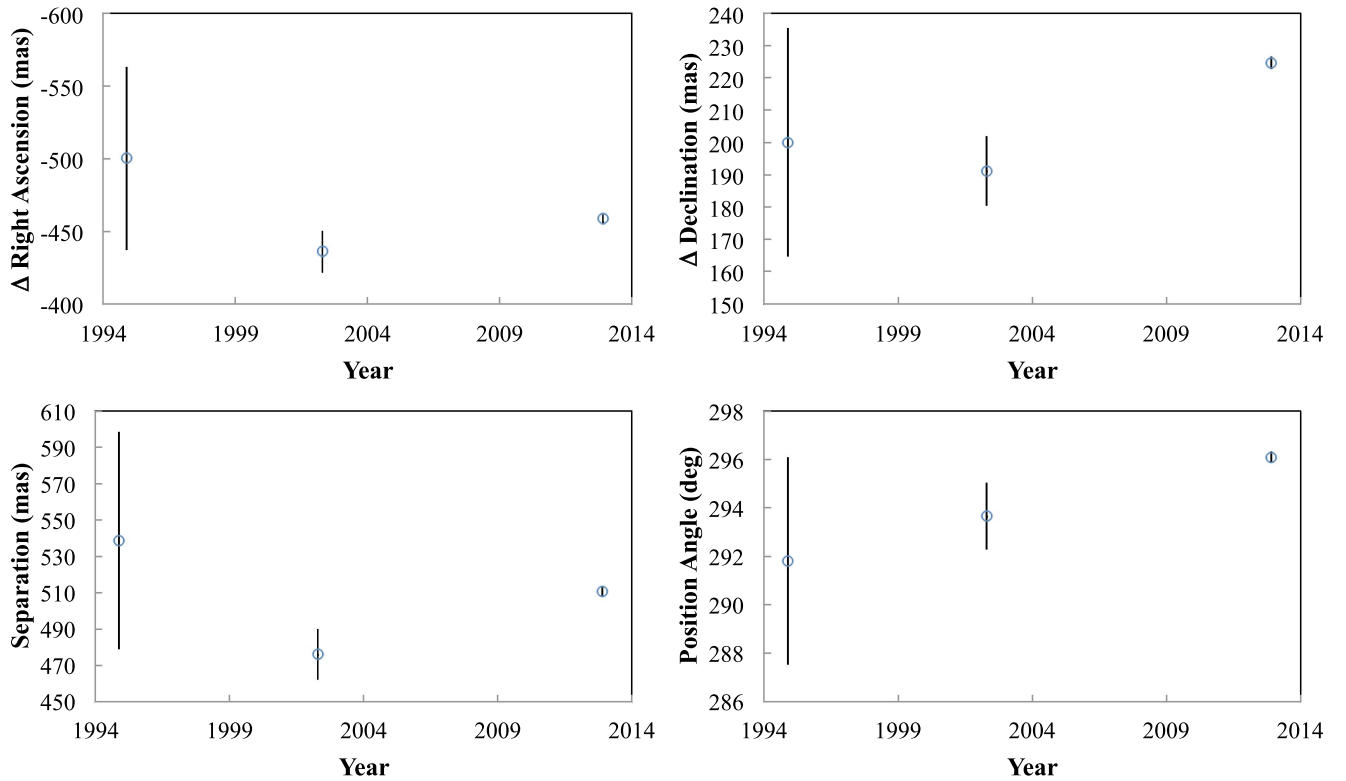 Δ Right Ascension (mas)
-600
-550
-500
-450
-400
1994 1999 2004 2009 2014
Year
Δ Declination (mas)
240
230
220
210
200
190
180
170
160
150
1994 1999 2004 2009 2014
Year
Separation (mas)
610
590
570
550
530
510
490
470
450
1994 1999 2004 2009 2014
Year
Position Angle (deg)
298
296
294
292
290
288
286
1994 1999 2004 2009 2014
Year